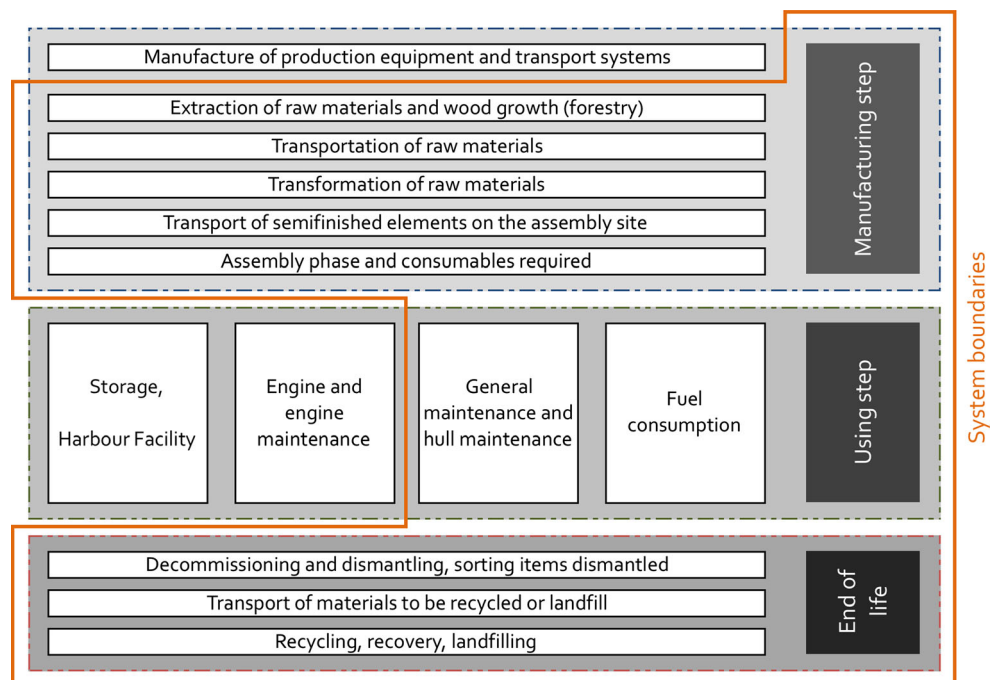 Manufacture of production equipment and transport systems
Extraction of raw materials and wood growth (forestry)
Transportation of raw materials
Transformation of raw materials
Transport of semifinished elements on the assembly site
Assembly phase and consumables required
Manufacturing step
Storage,
Harbour Facility
Engine and
engine
maintenance
General
maintenance and
hull maintenance
Fuel
consumption
Using step
System boundaries
Decommissioning and dismantling, sorting items dismantled
Transport of materials to be recycled or landfill
Recycling, recovery, landfilling
End of
life